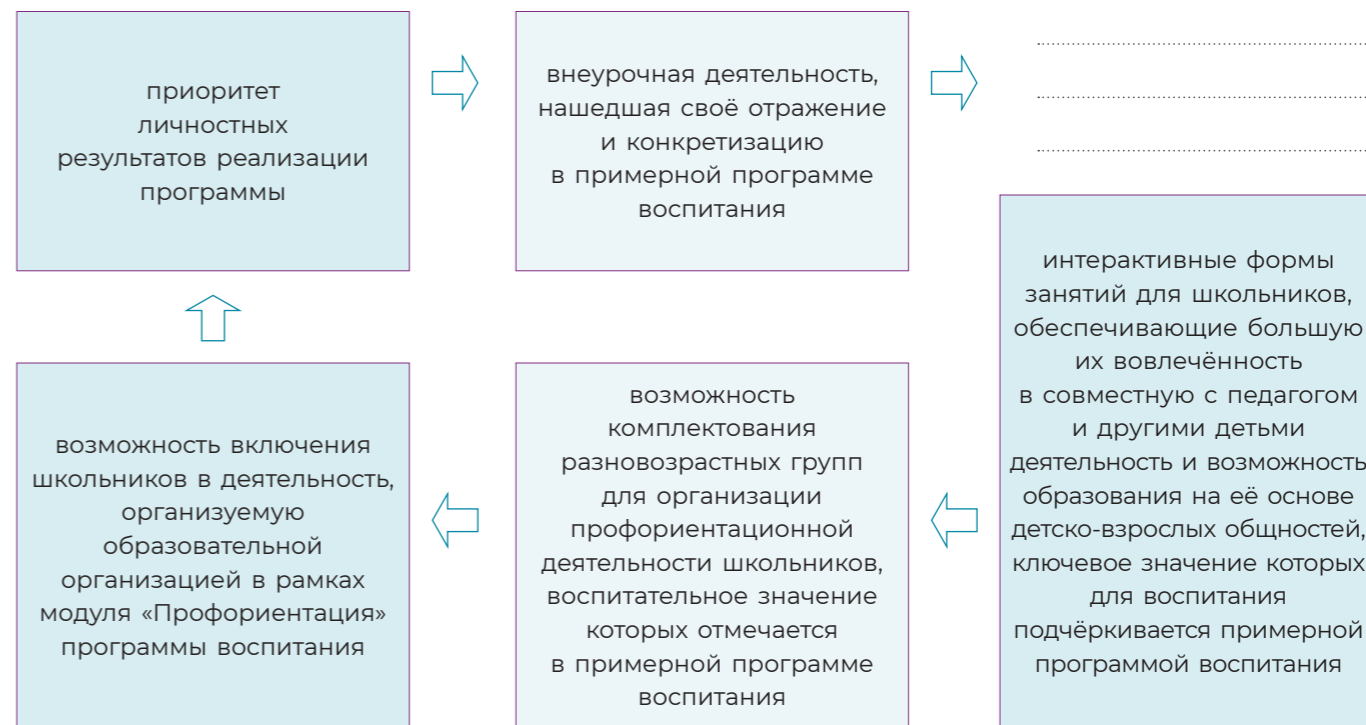 приоритет
личностных
результатов реализации
программы
внеурочная деятельность,
нашедшая своё отражение
и конкретизацию
в примерной программе
воспитания
интерактивные формы
занятий для школьников,
обеспечивающие большую
их вовлечённость
в совместную с педагогом
и другими детьми
деятельность и возможность
образования на её основе
детско-взрослых общностей,
ключевое значение которых
для воспитания
подчёркивается примерной
программой воспитания
возможность
комплектования
разновозрастных групп
для организации
профориентационной
деятельности школьников,
воспитательное значение
которых отмечается
в примерной программе
воспитания
возможность включения
школьников в деятельность,
организуемую
образовательной
организацией в рамках
модуля «Профориентация»
программы воспитания